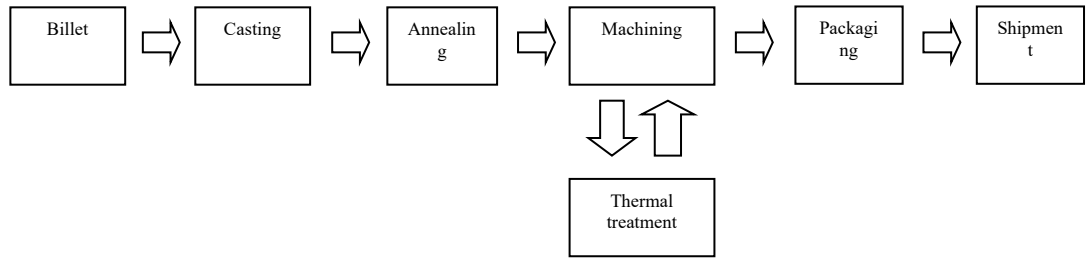 Billet
Casting
Annealin
g
Machining
Packagi
ng
Shipmen
t
Thermal
treatment